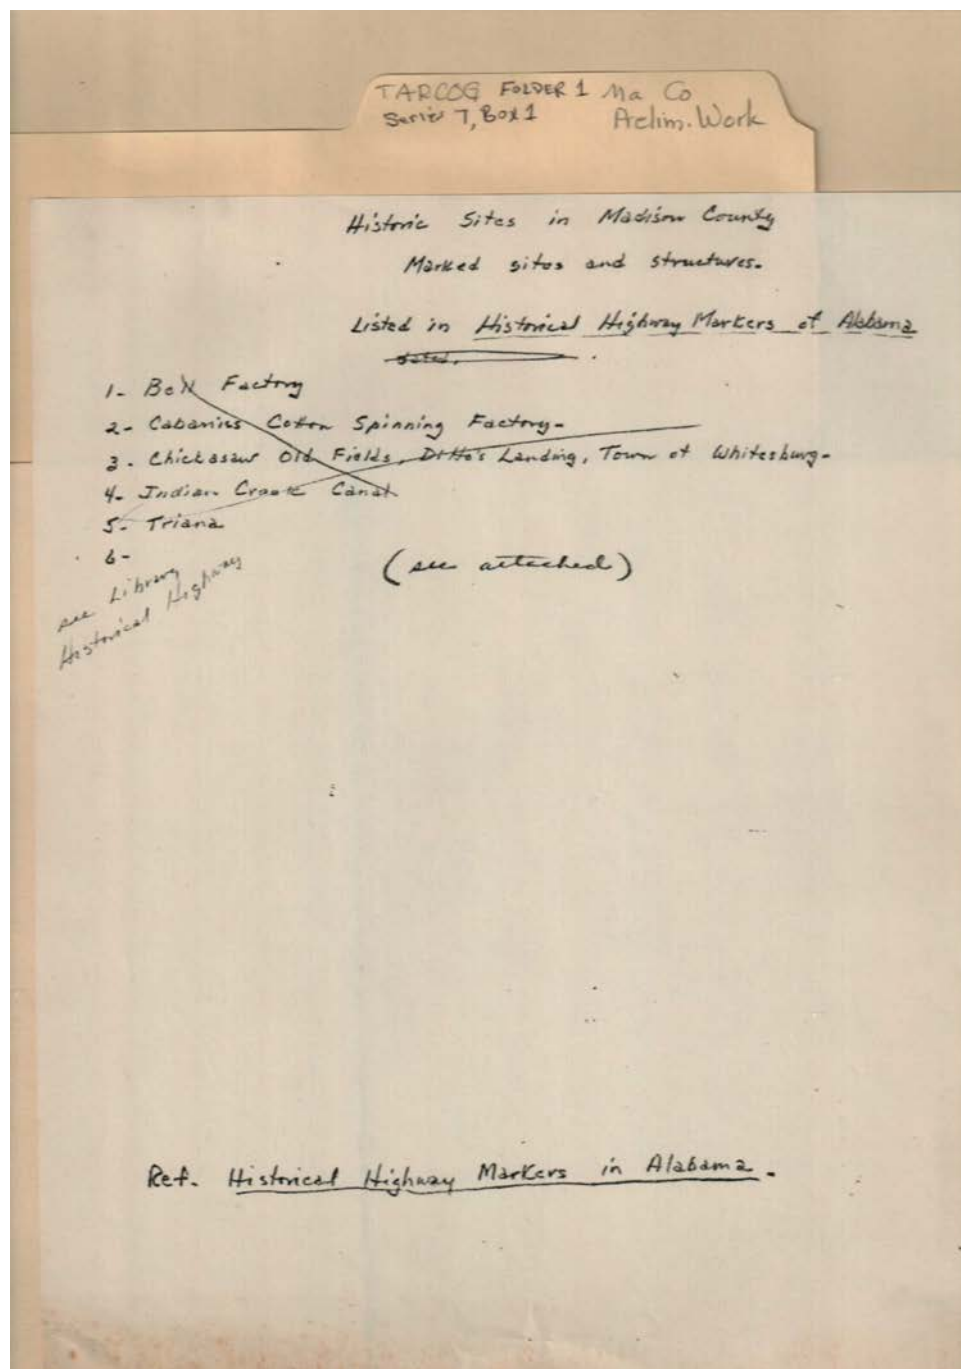 TARCOG FOLDER 1 Ma Co
Series 7, Box 1 Prelim. Work
Historic Sites in Madison County
Marked sites and structures.
Listed in Historical Highway Markers of Alabama
1- Bell Factory
2- Cabaniss Cotton Spinning Factory-
3- Chickasaw Old Fields, Ditto's Landing, Town of Whitesburg-
4- Indian Creek Canal
5- Triana
6-
(see attached)
see Library
Historical Highway
Ref. Historical Highway Markers in Alabama.